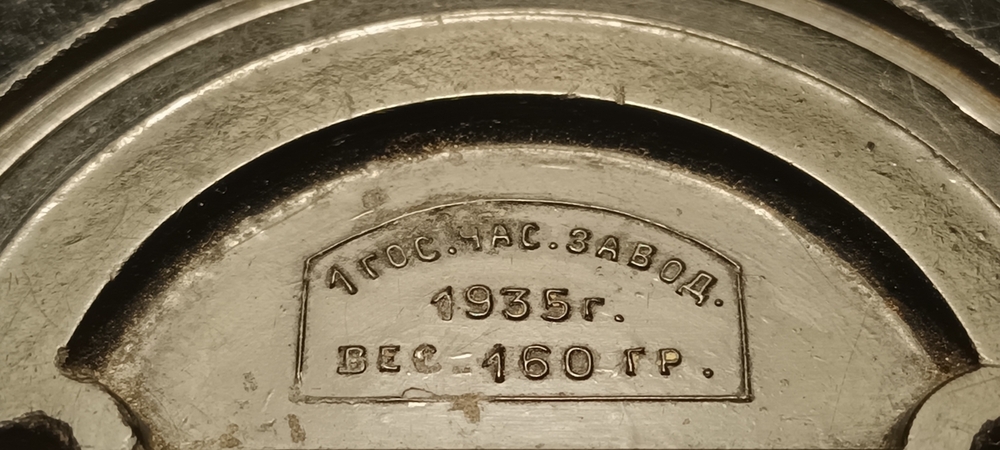 1 ГОС. ЧАС. ЗАВОД.
1935 г.
ВЕС - 160 ГР.